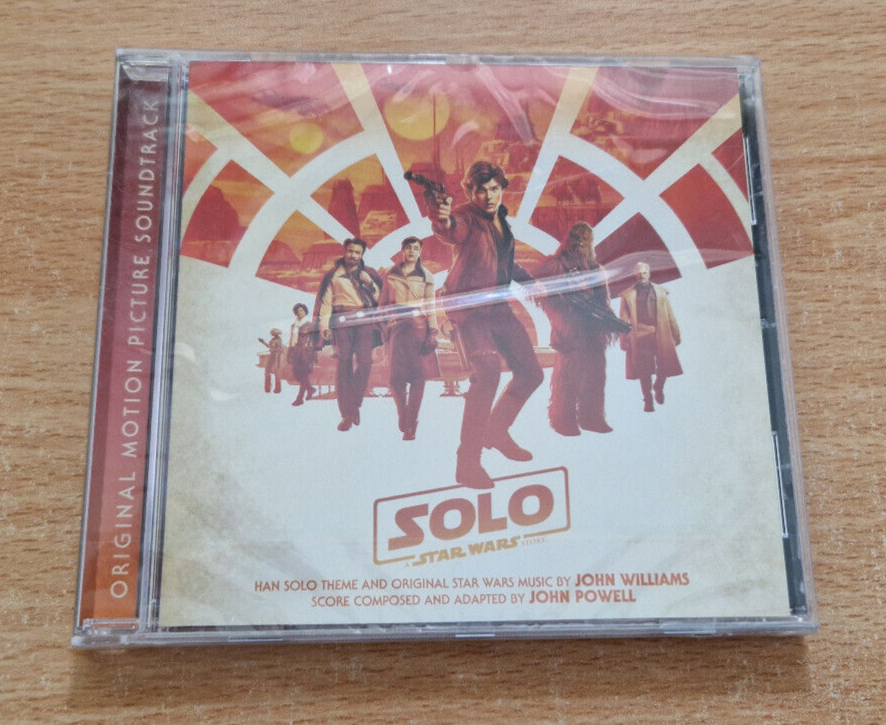 ORIGINAL MOTION PICTURE SOUNDTRACK
SOLO
A STAR WARS STORY
HAN SOLO THEME AND ORIGINAL STAR WARS MUSIC BY JOHN WILLIAMS
SCORE COMPOSED AND ADAPTED BY JOHN POWELL